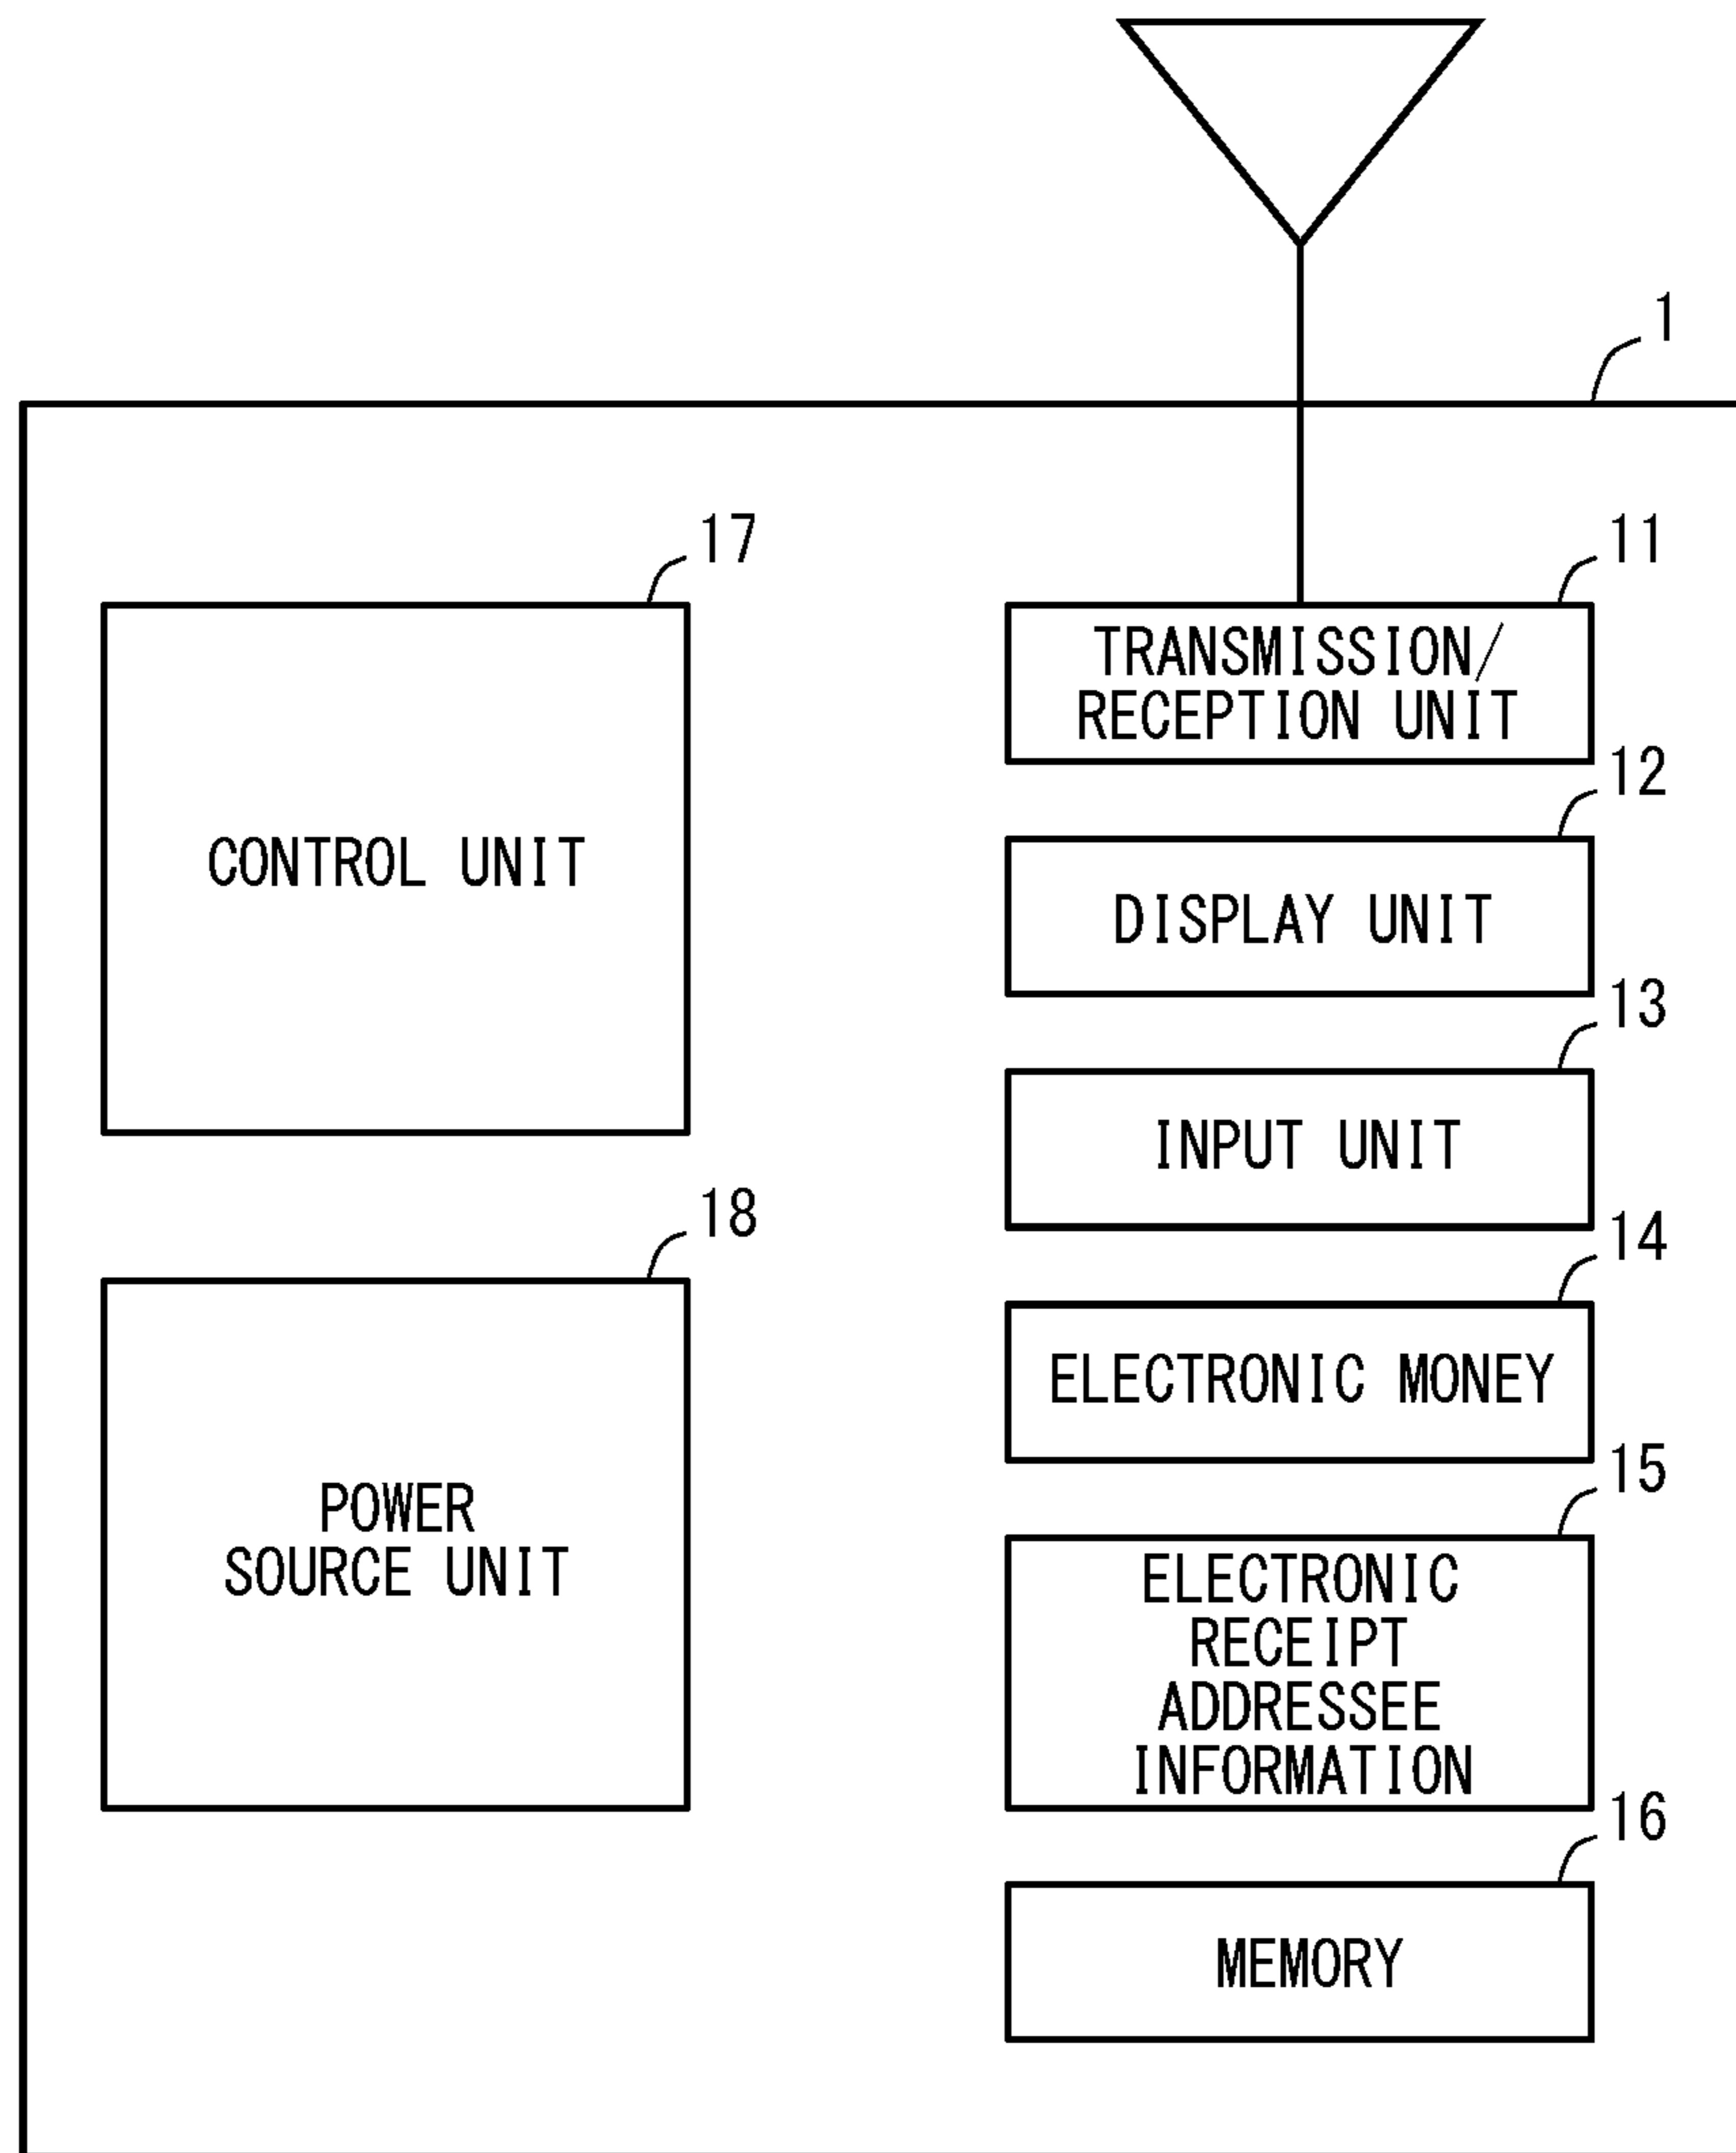 1
17
CONTROL UNIT
18
POWER
SOURCE UNIT
11
TRANSMISSION/
RECEPTION UNIT
12
DISPLAY UNIT
13
INPUT UNIT
14
ELECTRONIC MONEY
15
ELECTRONIC
RECEIPT
ADDRESSEE
INFORMATION
16
MEMORY